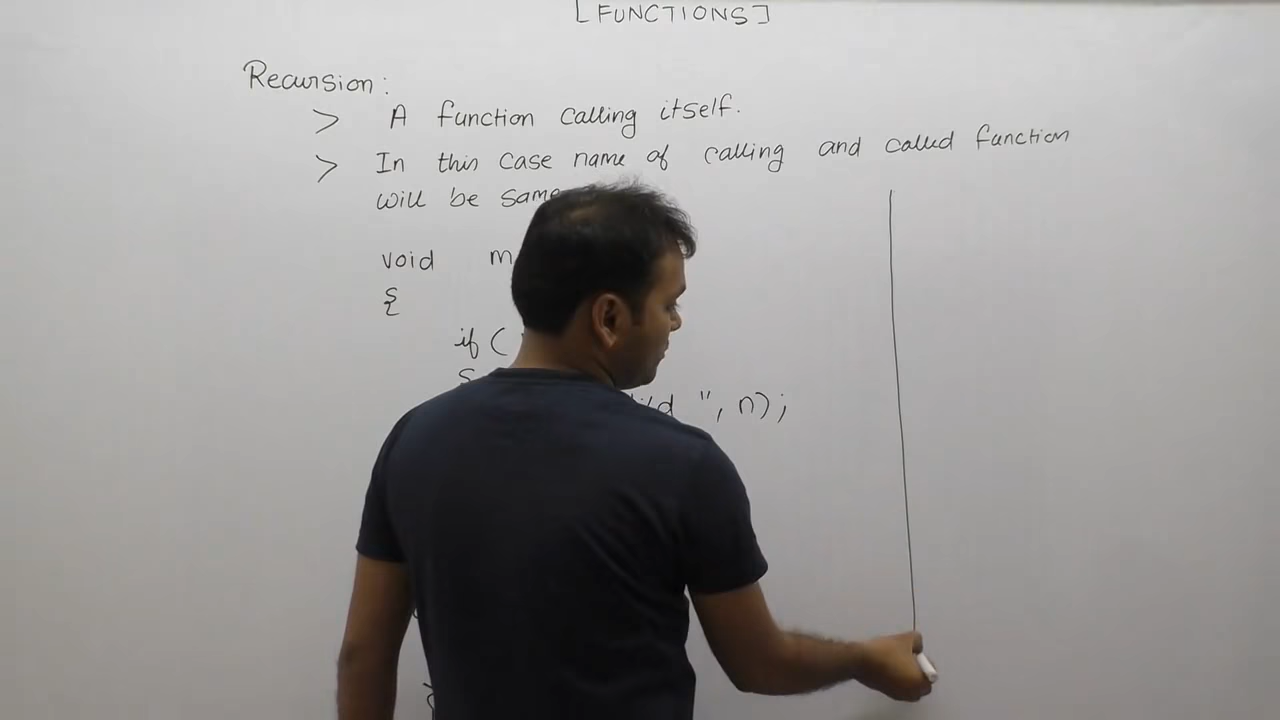 [FUNCTIONS]
Recursion:
> A function calling itself.
> In this case name of calling and called function
will be same
void m
{
if (
{
d ", n);